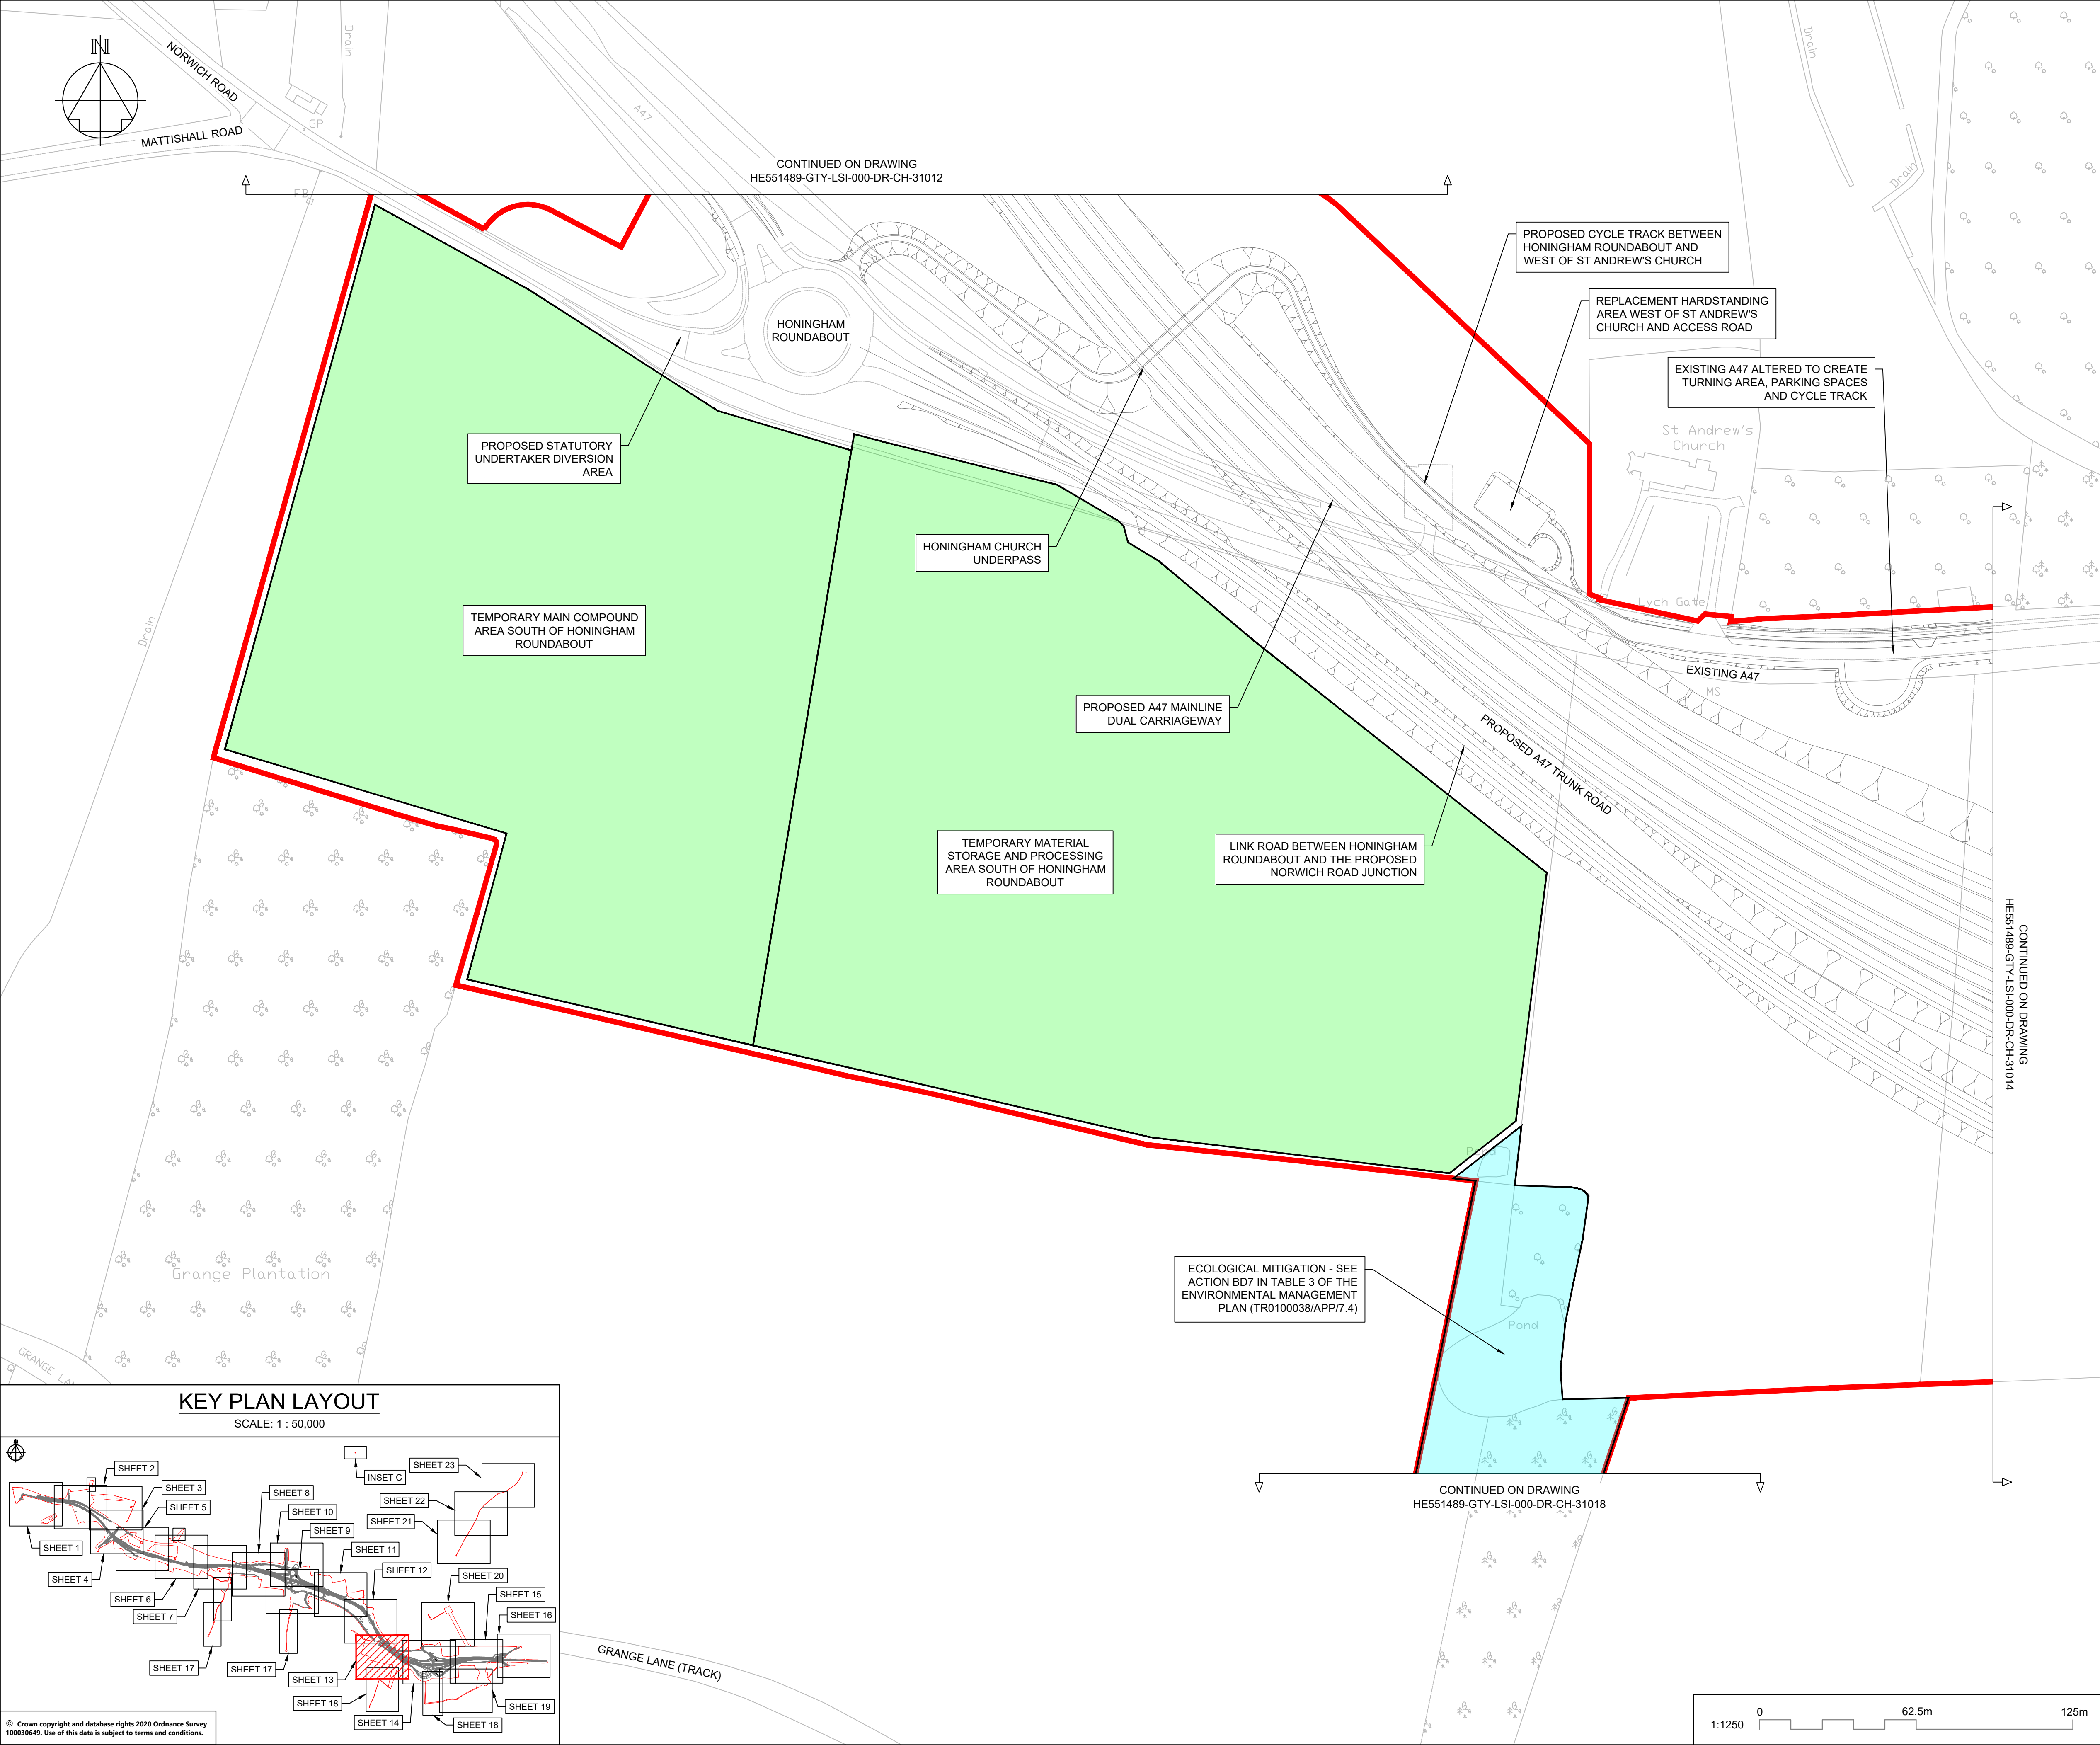 N
NORWICH ROAD
MATTISHALL ROAD
Drain
GP
FB
A47
CONTINUED ON DRAWING
HE551489-GTY-LSI-000-DR-CH-31012
Drain
Drain
PROPOSED CYCLE TRACK BETWEEN
HONINGHAM ROUNDABOUT AND
WEST OF ST ANDREW'S CHURCH
REPLACEMENT HARDSTANDING
AREA WEST OF ST ANDREW'S
CHURCH AND ACCESS ROAD
EXISTING A47 ALTERED TO CREATE
TURNING AREA, PARKING SPACES
AND CYCLE TRACK
HONINGHAM
ROUNDABOUT
St Andrew's
Church
PROPOSED STATUTORY
UNDERTAKER DIVERSION
AREA
HONINGHAM CHURCH
UNDERPASS
Lych Gate
TEMPORARY MAIN COMPOUND
AREA SOUTH OF HONINGHAM
ROUNDABOUT
Drain
EXISTING A47
MS
PROPOSED A47 MAINLINE
DUAL CARRIAGEWAY
PROPOSED A47 TRUNK ROAD
TEMPORARY MATERIAL
STORAGE AND PROCESSING
AREA SOUTH OF HONINGHAM
ROUNDABOUT
LINK ROAD BETWEEN HONINGHAM
ROUNDABOUT AND THE PROPOSED
NORWICH ROAD JUNCTION
CONTINUED ON DRAWING
HE551489-GTY-LSI-000-DR-CH-31014
Pond
ECOLOGICAL MITIGATION - SEE
ACTION BD7 IN TABLE 3 OF THE
ENVIRONMENTAL MANAGEMENT
PLAN (TR0100038/APP/7.4)
Pond
Grange Plantation
GRANGE
CONTINUED ON DRAWING
HE551489-GTY-LSI-000-DR-CH-31018
GRANGE LANE (TRACK)
KEY PLAN LAYOUT
SCALE: 1 : 50,000
SHEET 2
SHEET 3
SHEET 5
SHEET 1
SHEET 4
SHEET 6
SHEET 7
SHEET 8
SHEET 10
SHEET 9
SHEET 11
SHEET 12
INSET C
SHEET 23
SHEET 22
SHEET 21
SHEET 20
SHEET 15
SHEET 16
SHEET 17
SHEET 17
SHEET 13
SHEET 18
SHEET 14
SHEET 18
SHEET 19
© Crown copyright and database rights 2020 Ordnance Survey
100030649. Use of this data is subject to terms and conditions.
1:1250
0
62.5m
125m